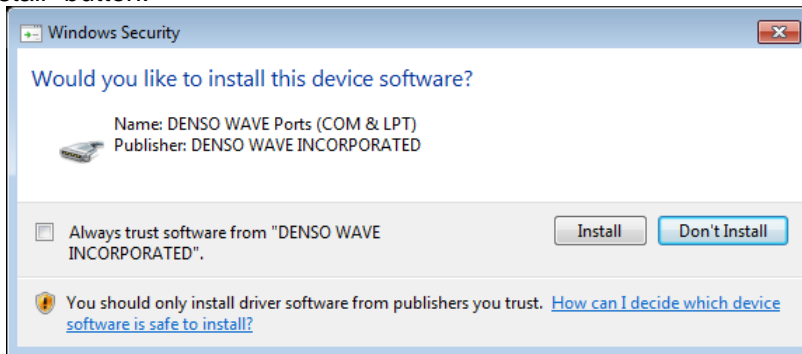 Windows Security
Would you like to install this device software?
Name: DENSO WAVE Ports (COM & LPT)
Publisher: DENSO WAVE INCORPORATED
Always trust software from "DENSO WAVE
INCORPORATED".
Install
Don't Install
You should only install driver software from publishers you trust. How can I decide which device
software is safe to install?